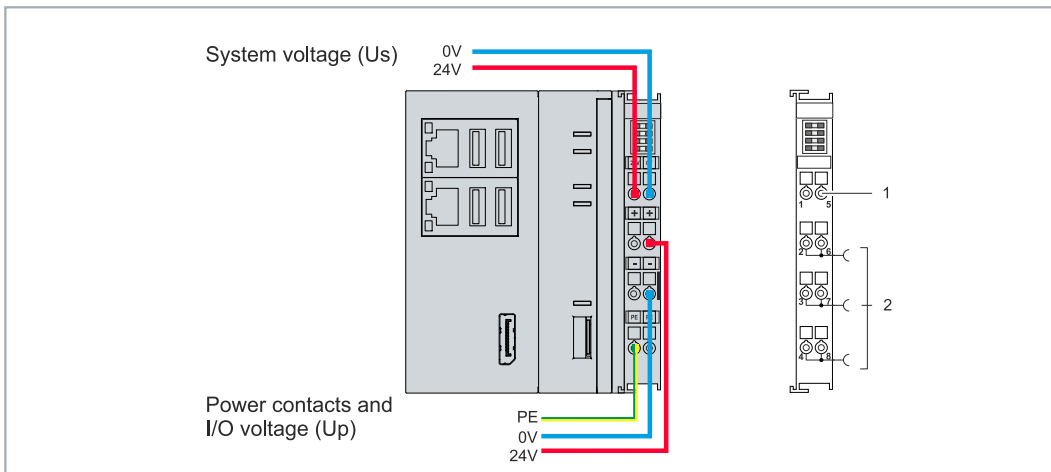 System voltage (Us)
0V
24V
+ +
- -
PE
1
5
1
2
6
3
7
2
4
8
Power contacts and
I/O voltage (Up)
PE
0V
24V